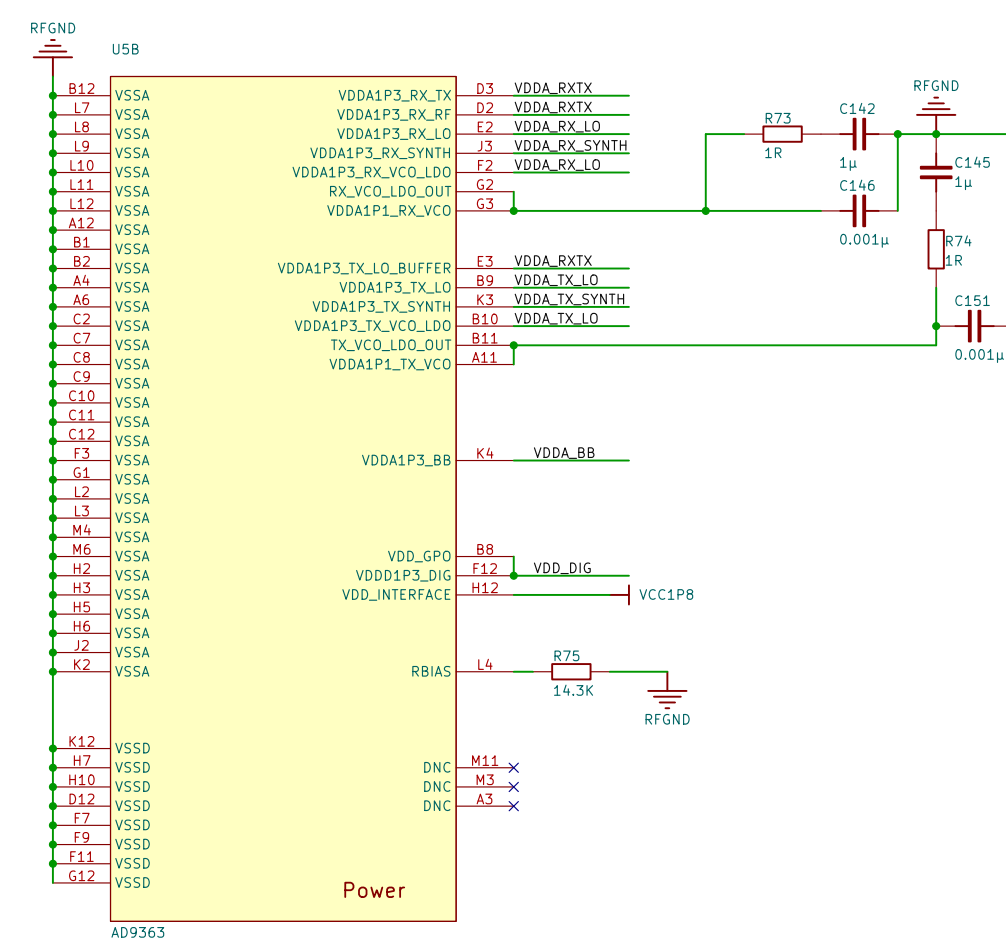 RFGND
U5B
B12 VSSA VDDA1P3_RX_TX D3 VDDA_RXTX
L7 VSSA VDDA1P3_RX_RF D2 VDDA_RXTX
L8 VSSA VDDA1P3_RX_LO E2 VDDA_RX_LO
L9 VSSA VDDA1P3_RX_SYNTH J3 VDDA_RX_SYNTH
L10 VSSA VDDA1P3_RX_VCO_LDO F2 VDDA_RX_LO
L11 VSSA RX_VCO_LDO_OUT G2
L12 VSSA VDDA1P1_RX_VCO G3
A12 VSSA
B1 VSSA
B2 VSSA VDDA1P3_TX_LO_BUFFER E3 VDDA_RXTX
A4 VSSA VDDA1P3_TX_LO B9 VDDA_TX_LO
A6 VSSA VDDA1P3_TX_SYNTH K3 VDDA_TX_SYNTH
C2 VSSA VDDA1P3_TX_VCO_LDO B10 VDDA_TX_LO
C7 VSSA TX_VCO_LDO_OUT B11
C8 VSSA VDDA1P1_TX_VCO A11
C9 VSSA
C10 VSSA
C11 VSSA
C12 VSSA
F3 VSSA VDDA1P3_BB K4 VDDA_BB
G1 VSSA
L2 VSSA
L3 VSSA
M4 VSSA
M6 VSSA VDD_GPO B8
H2 VSSA VDDD1P3_DIG F12 VDD_DIG
H3 VSSA VDD_INTERFACE H12 VCC1P8
H5 VSSA
H6 VSSA
J2 VSSA
K2 VSSA RBIAS L4
R75
14.3K
RFGND
K12 VSSD
H7 VSSD DNC M11
H10 VSSD DNC M3
D12 VSSD DNC A3
F7 VSSD
F9 VSSD
F11 VSSD
G12 VSSD
Power
AD9363
R73
1R
C142
1µ
C146
0.001µ
RFGND
C145
1µ
R74
1R
C151
0.001µ